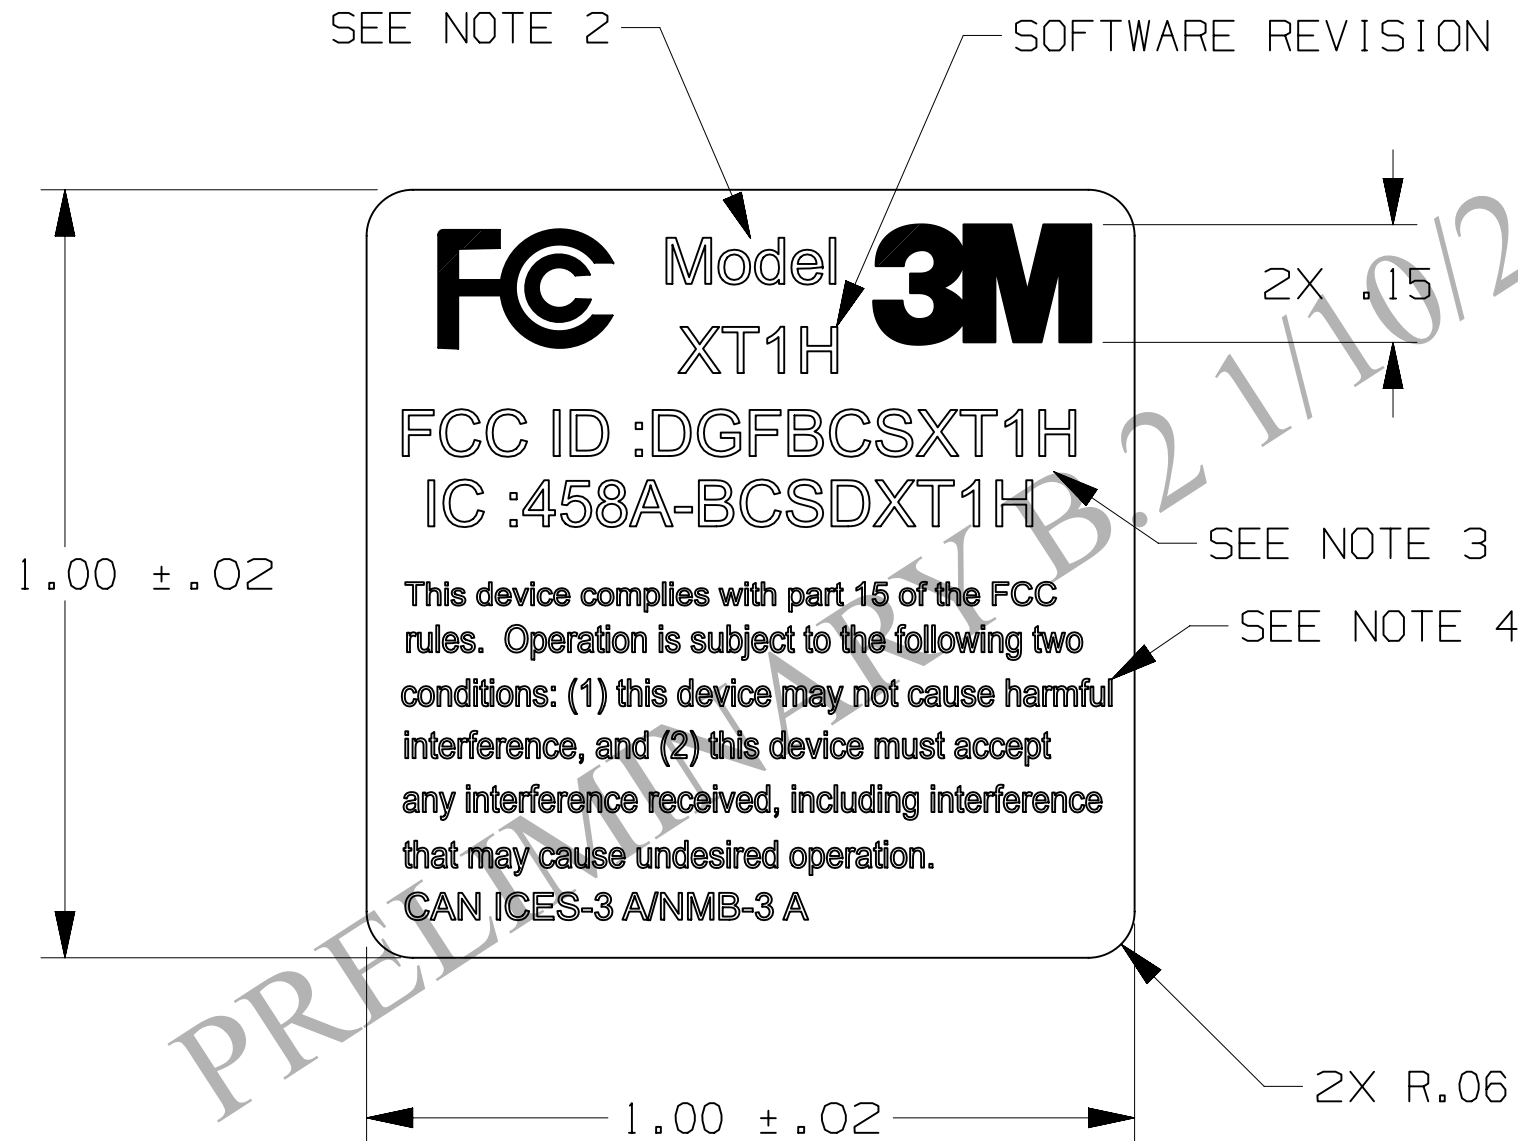 SEE NOTE 2
SOFTWARE REVISION
FC
Model
3M
XT1H
2X .15
FCC ID :DGFBCSXT1H
IC :458A-BCSDXT1H
SEE NOTE 3
1.00 ±.02
This device complies with part 15 of the FCC
rules. Operation is subject to the following two
SEE NOTE 4
conditions: (1) this device may not cause harmful
interference, and (2) this device must accept
any interference received, including interference
that may cause undesired operation.
CAN ICES-3 A/NMB-3 A
2X R.06
1.00 ±.02
PRELIMINARY B.2 1/10/2